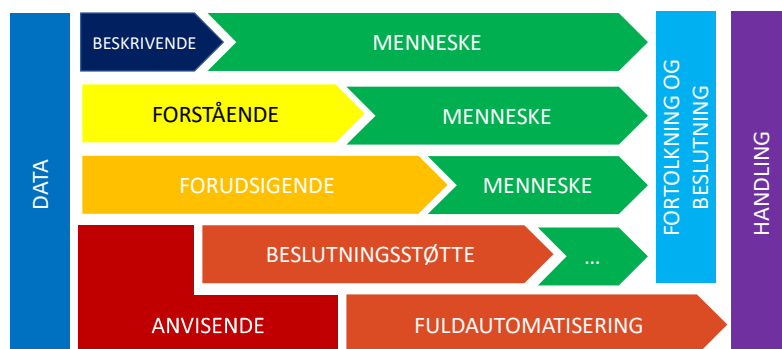 DATA
BESKRIVENDE
MENNESKE
FORSTÅENDE
MENNESKE
FORUDSIGENDE
MENNESKE
BESLUTNINGSSTØTTE
...
ANVISENDE
FULDAUTOMATISERING
FORTOLKNING OG
BESLUTNING
HANDLING